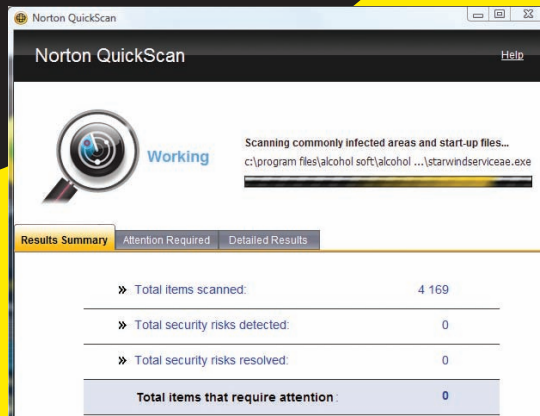 Norton QuickScan
Norton QuickScan Help
Working
Scanning commonly infected areas and start-up files...
c:\program files\alcohol soft\alcohol ...\starwindserviceae.exe
Results Summary Attention Required Detailed Results
» Total items scanned: 4 169
» Total security risks detected: 0
» Total security risks resolved: 0
Total items that require attention: 0